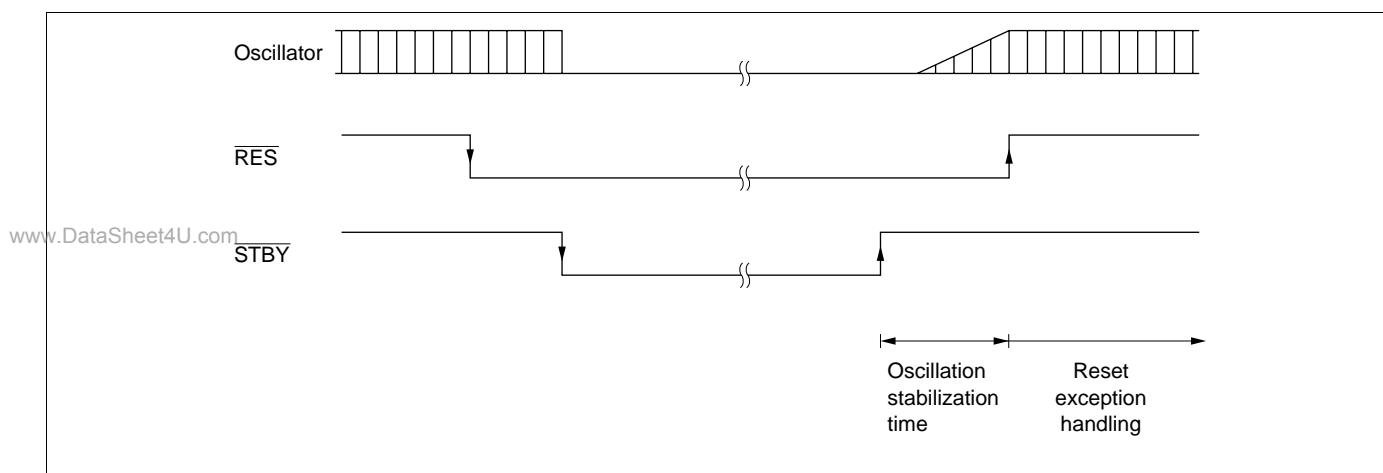 Oscillator
RES
www.DataSheet4U.com
STBY
Oscillation
stabilization
time
Reset
exception
handling